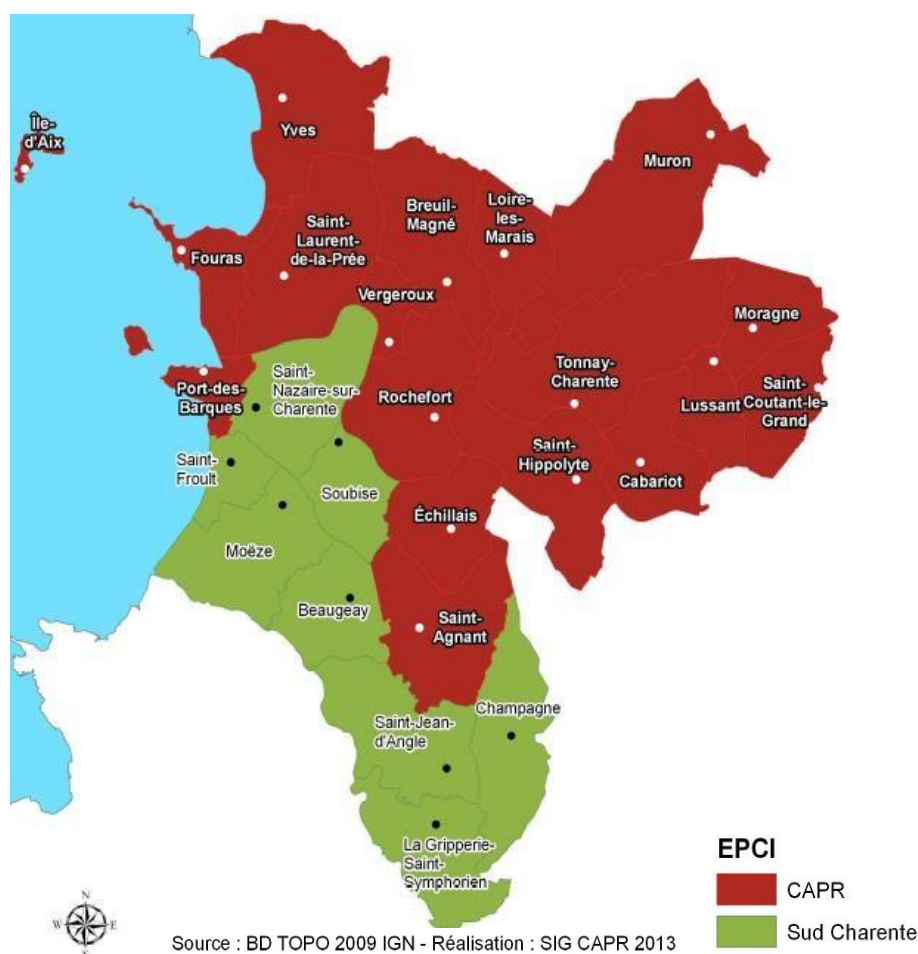 Île-
d'Aix
Yves
Muron
Breuil-
Magné
Loire-
les-
Marais
Saint-
Laurent-
de-la-Prée
Fouras
Vergeroux
Moragne
Saint-
Nazaire-sur-
Charente
Port-des-
Barques
Rochefort
Tonnay-
Charente
Lussant
Saint-
Coutant-le-
Grand
Saint-
Froult
Soubise
Saint-
Hippolyte
Cabariot
Échillais
Moëze
Beaugeay
Saint-
Agnant
Champagne
Saint-Jean-
d'Angle
La Gripperie-
Saint-
Symphorien
EPCI
CAPR
Sud Charente
N
W
E
S
Source : BD TOPO 2009 IGN - Réalisation : SIG CAPR 2013